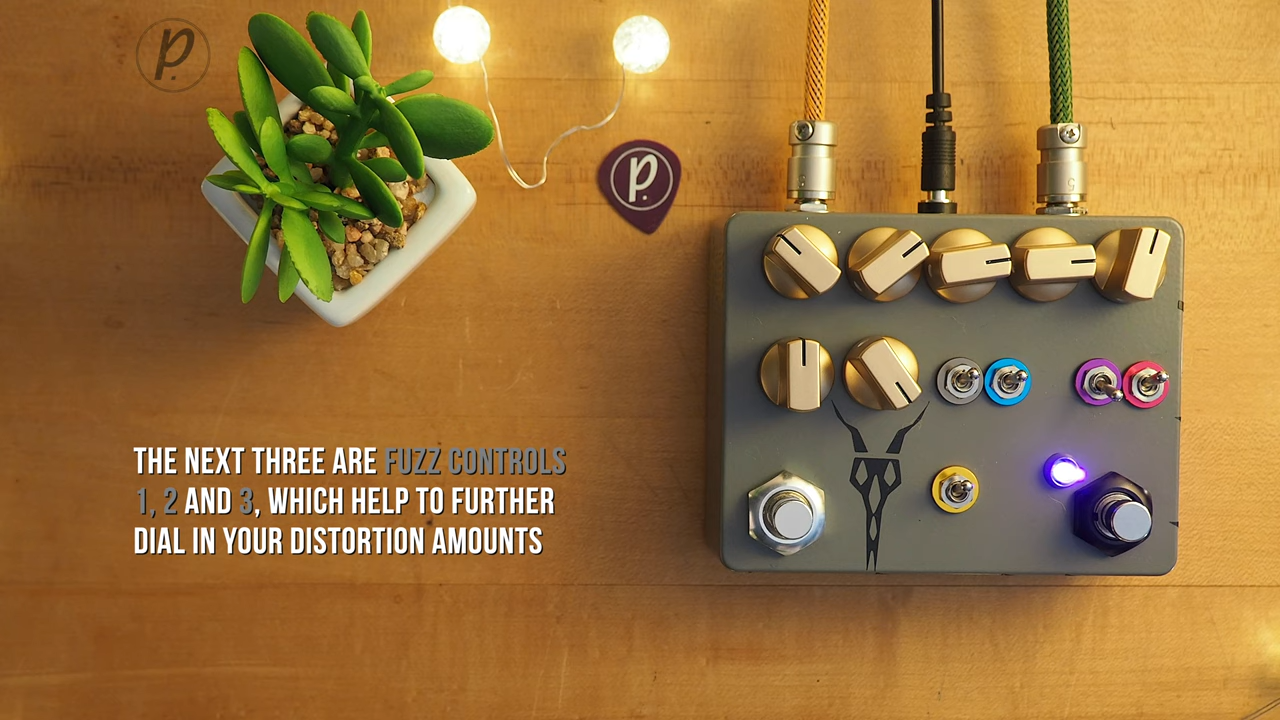 p.
p.
THE NEXT THREE ARE FUZZ CONTROLS
1, 2 AND 3, WHICH HELP TO FURTHER
DIAL IN YOUR DISTORTION AMOUNTS
5